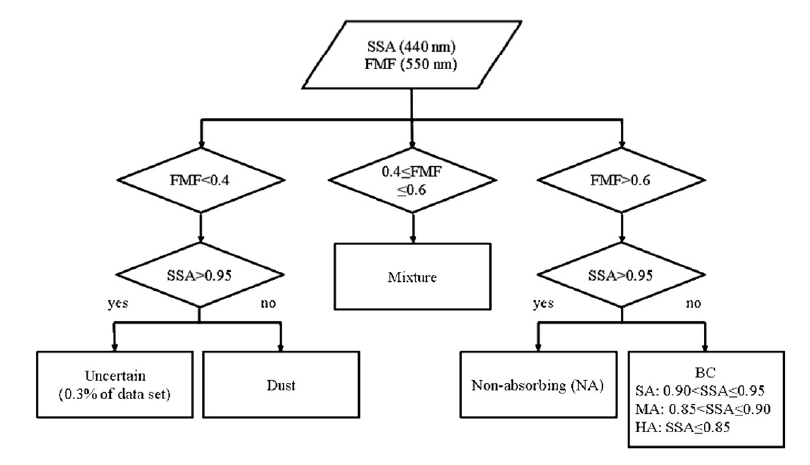 SSA (440 nm)
FMF (550 nm)
FMF<0.4
0.4≤FMF
≤0.6
FMF>0.6
SSA>0.95
Mixture
SSA>0.95
yes
no
yes
no
Uncertain
(0.3% of data set)
Dust
Non-absorbing (NA)
BC
SA: 0.90<SSA≤0.95
MA: 0.85<SSA≤0.90
HA: SSA≤0.85